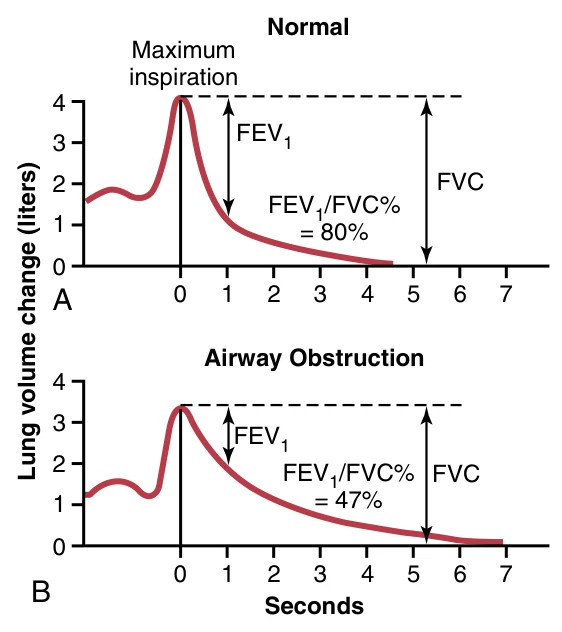 Normal
Maximum
inspiration
4
3
2
1
0
FEV1
FVC
FEV1/FVC%
= 80%
0 1 2 3 4 5 6 7
A
Lung volume change (liters)
Airway Obstruction
4
3
2
1
0
FEV1
FEV1/FVC%
= 47%
FVC
0 1 2 3 4 5 6 7
B
Seconds